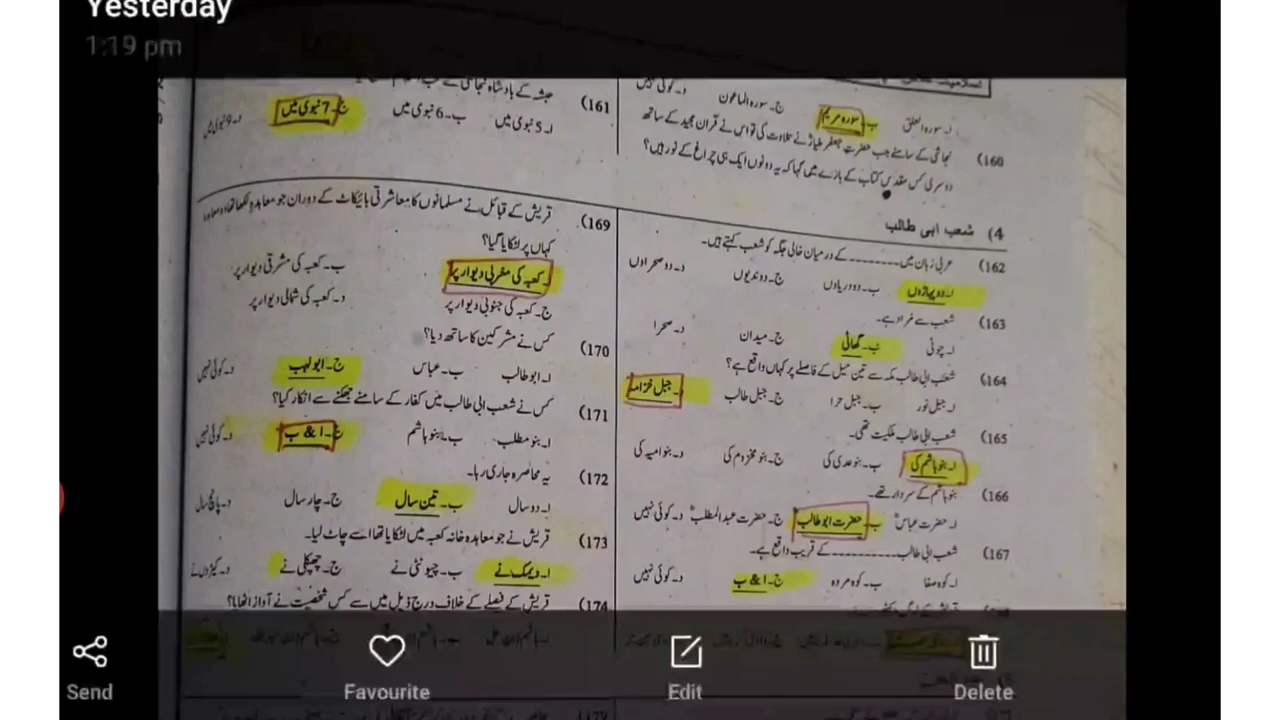 Yesterday
1:19 pm
ا۔ سورہ العلق ب۔ سورہ مریم ج۔ سورہ الماعون د۔ کوئی نہیں
160) نجاشی کے سامنے جب حضرت جعفر طیارؓ نے تلاوت کی تو اس نے قرآن مجید کے ساتھ
دوسری کس مقدس کتاب کے بارے میں کہا کہ یہ دونوں ایک ہی چراغ کے نور ہیں؟
4) شعب ابی طالب
162) عربی زبان میں ـــــــــ کے درمیان خالی جگہ کو شعب کہتے ہیں۔
ا۔ دو پہاڑوں ب۔ دو دریاؤں ج۔ دو ندیوں د۔ دو صحراؤں
163) شعب سے مراد ہے۔
ا۔ چوٹی ب۔ گھاٹی ج۔ میدان د۔ صحرا
164) شعب ابی طالب مکہ سے تین میل کے فاصلے پر کہاں واقع ہے؟
ا۔ جبل نور ب۔ جبل حرا ج۔ جبل طالب د۔ جبل خزامہ
165) شعب ابی طالب ملکیت تھی۔
ا۔ بنو ہاشم کی ب۔ بنو عدی کی ج۔ بنو مخزوم کی د۔ بنو امیہ کی
166) بنو ہاشم کے سردار تھے۔
ا۔ حضرت عباسؓ ب۔ حضرت ابو طالب ج۔ حضرت عبدالمطلب د۔ کوئی نہیں
167) شعب ابی طالب ـــــــــ کے قریب واقع ہے۔
ا۔ کوہ صفا ب۔ کوہ مروہ ج۔ ا & ب د۔ کوئی نہیں
161) حبشہ کے بادشاہ نجاشی نے
ا۔ 5 نبوی میں ب۔ 6 نبوی میں ج۔ 7 نبوی میں د۔ 9 نبوی میں
169) قریش کے قبائل نے مسلمانوں کا معاشرتی بائیکاٹ کے دوران جو معاہدہ لکھا تھا وہ معاہدہ
کہاں پر لٹکایا گیا؟
ا۔ کعبہ کی مغربی دیوار پر ب۔ کعبہ کی مشرقی دیوار پر
ج۔ کعبہ کی جنوبی دیوار پر د۔ کعبہ کی شمالی دیوار پر
170) کس نے مشرکین کا ساتھ دیا؟
ا۔ ابو طالب ب۔ عباس ج۔ ابو لہب د۔ کوئی نہیں
171) کس نے شعب ابی طالب میں کفار کے سامنے جھکنے سے انکار کیا؟
ا۔ بنو مطلب ب۔ بنو ہاشم ج۔ ا & ب د۔ کوئی نہیں
172) یہ محاصرہ جاری رہا۔
ا۔ دو سال ب۔ تین سال ج۔ چار سال د۔ پانچ سال
173) قریش نے جو معاہدہ خانہ کعبہ میں لٹکایا تھا اسے چاٹ لیا۔
ا۔ دیمک نے ب۔ چیونٹی نے ج۔ چھپکلی نے د۔ کیڑوں نے
174) قریش کے فیصلے کے خلاف درج ذیل میں سے کس شخصیت نے آواز اٹھایا؟
Send
Favourite
Edit
Delete